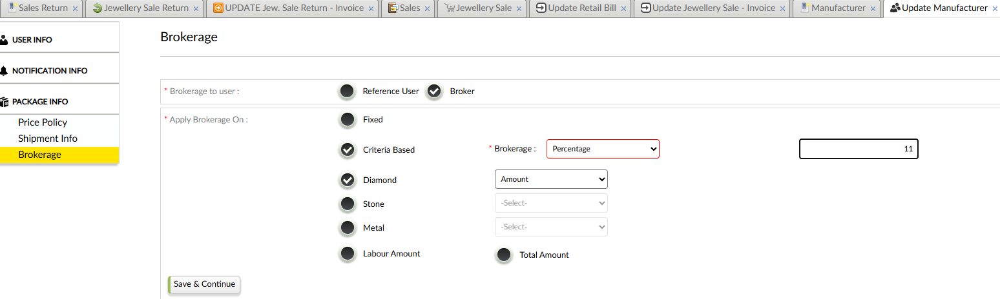 Sales Return × Jewellery Sale Return × UPDATE Jew. Sale Return - Invoice × Sales × Jewellery Sale × Update Retail Bill × Update Jewellery Sale - Invoice × Manufacturer × Update Manufacturer ×
USER INFO
NOTIFICATION INFO
PACKAGE INFO
Price Policy
Shipment Info
Brokerage
Brokerage
* Brokerage to user : Reference User Broker
* Apply Brokerage On : Fixed
Criteria Based * Brokerage : Percentage 11
Diamond Amount
Stone -Select-
Metal -Select-
Labour Amount Total Amount
Save & Continue